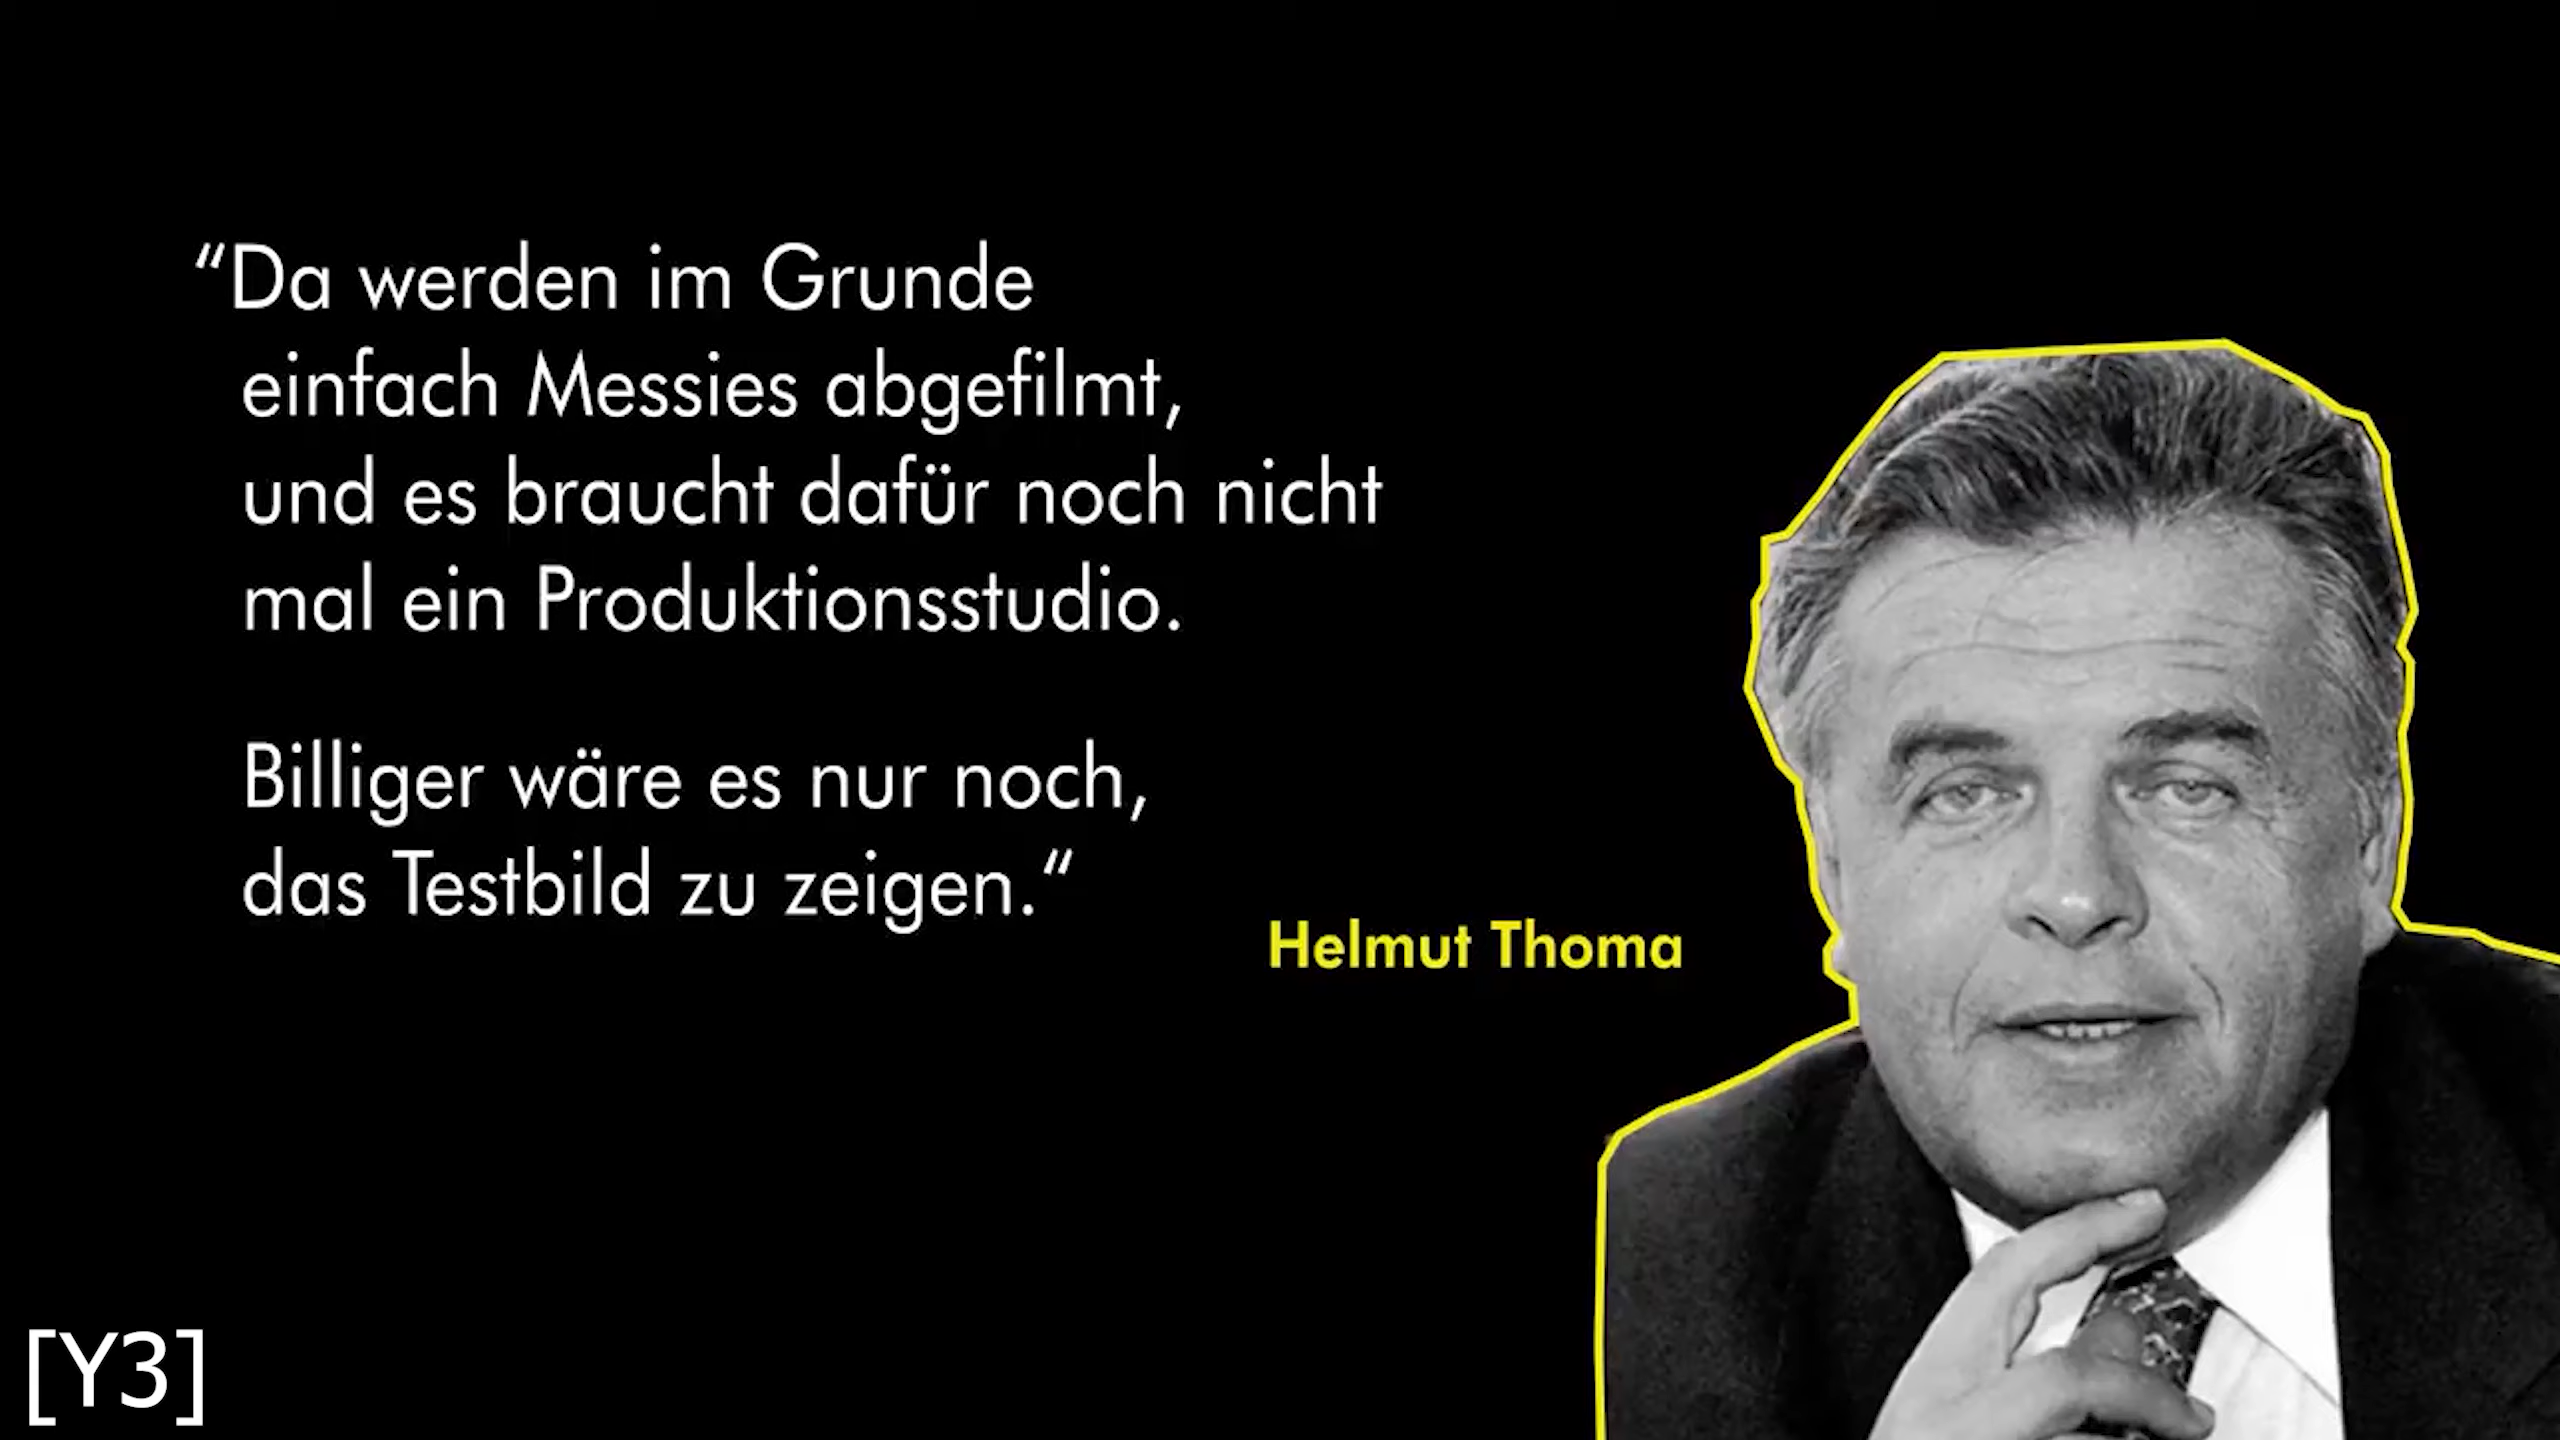 “Da werden im Grunde
einfach Messies abgefilmt,
und es braucht dafür noch nicht
mal ein Produktionsstudio.
Billiger wäre es nur noch,
das Testbild zu zeigen.“
Helmut Thoma
[Y3]